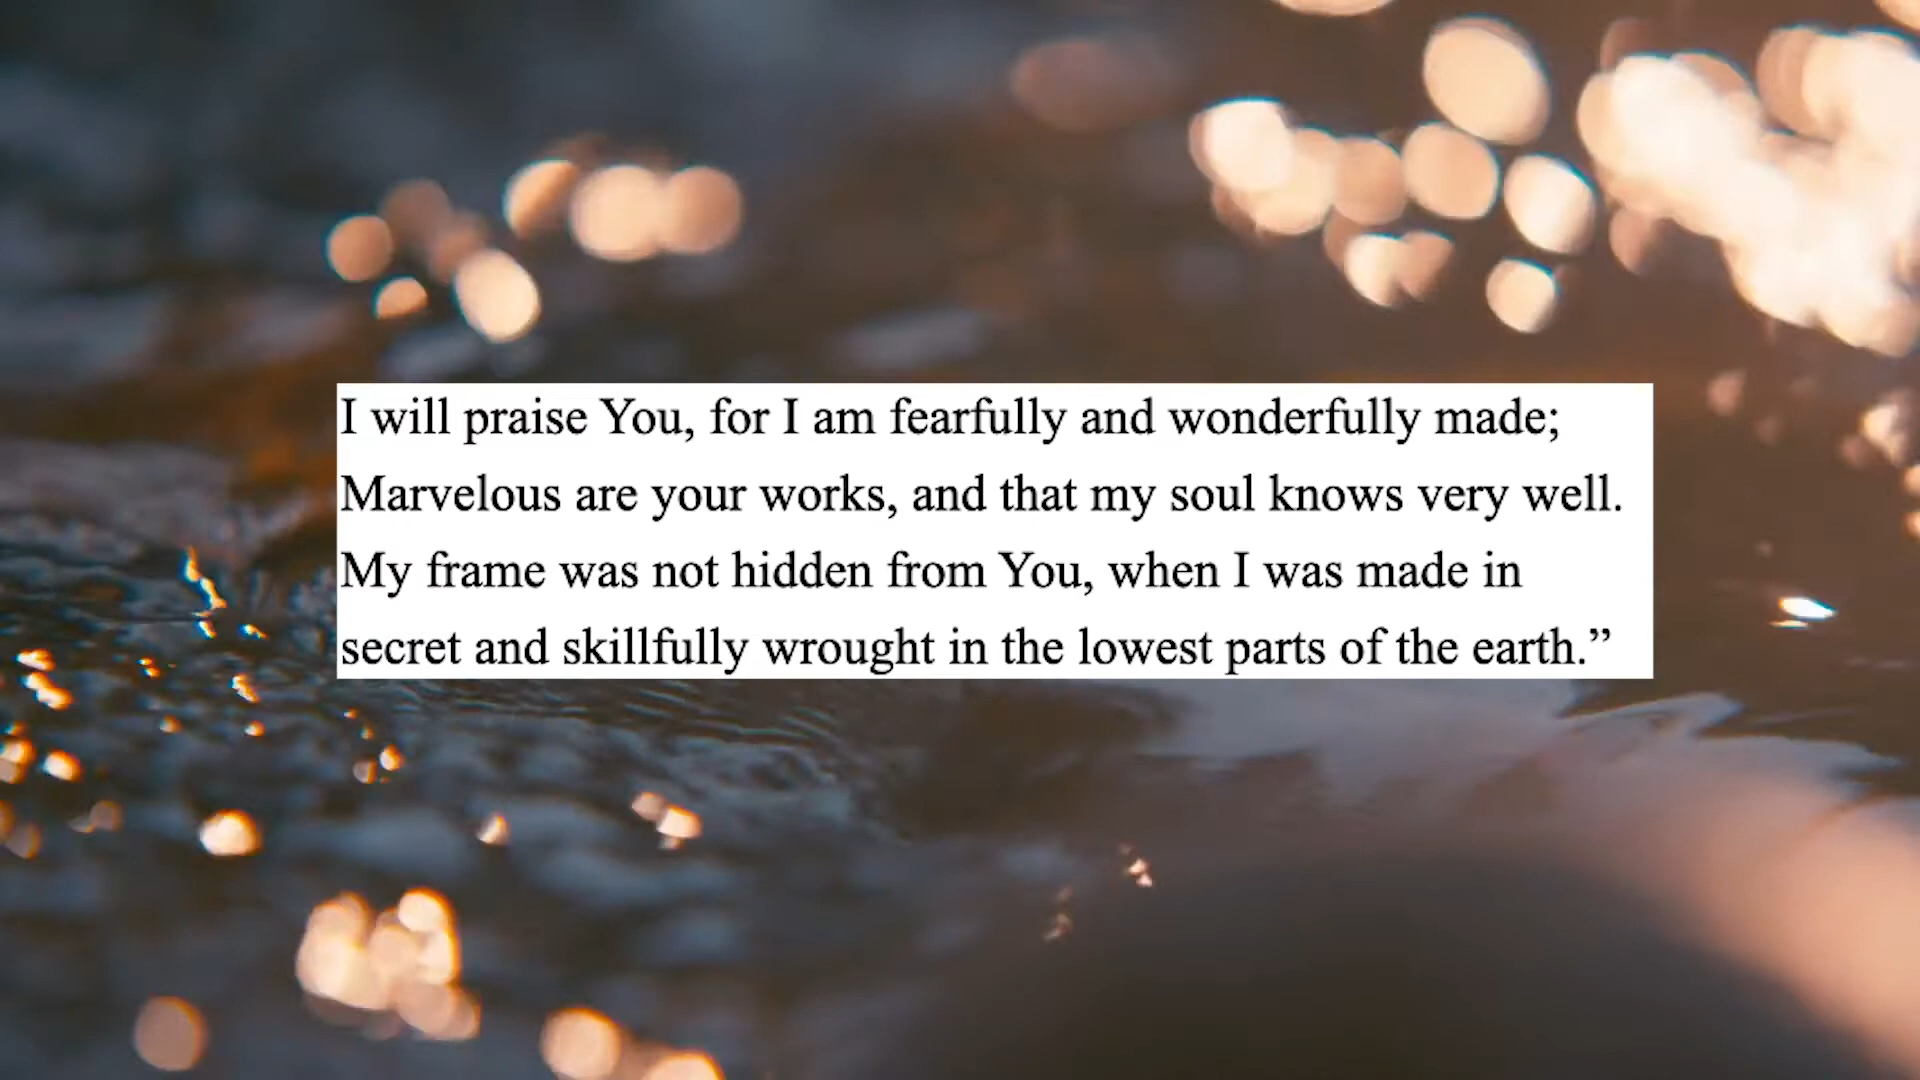 I will praise You, for I am fearfully and wonderfully made;
Marvelous are your works, and that my soul knows very well.
My frame was not hidden from You, when I was made in
secret and skillfully wrought in the lowest parts of the earth.”